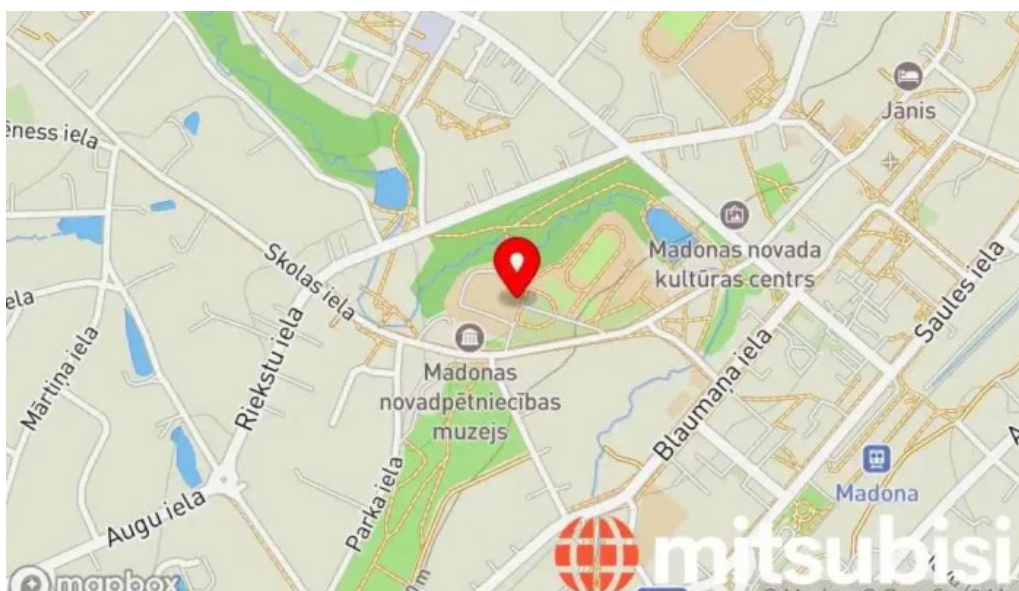 Jānis
ēness iela
Madonas novada
kultūras centrs
Skolas iela
Saules iela
ela
Mārtiņa iela
Riekstu iela
Madonas
novadpētniecības
muzejs
Blaumaņa iela
Parka iela
Madona
Augu iela
mitsubisi
mapbox